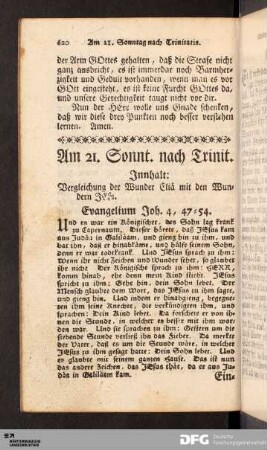 620 Am 21. Sonntag nach Trinitatis.
der Arm GOttes gehalten, daß die Strafe nicht
ganz ausbricht, es ist immerdar noch Barmher-
zigkeit und Geduld vorhanden, wenn man es vor
GOtt eingesteht, es ist keine Furcht GOttes da,
und unsere Gerechtigkeit taugt nicht vor dir.
Nun der HErr wolle uns Gnade schenken,
daß wir diese drey Punkten noch besser verstehen
lernen. Amen.
Am 21. Sonnt. nach Trinit.
Innhalt:
Vergleichung der Wunder Eliä mit den Wun-
dern JEsu.
Evangelium Joh. 4, 47-54.
Und es war ein Königischer, des Sohn lag krank
zu Capernaum. Dieser hörete, daß JEsus kam
aus Judäa in Galiläam, und gieng hin zu ihm, und
bat ihn, daß er hinabkäme, und hülfe seinem Sohn,
denn er war todtkrank. Und JEsus sprach zu ihm:
Wenn ihr nicht Zeichen und Wunder sehet, so glaubet
ihr nicht. Der Königische sprach zu ihm: HERR,
komm hinab, ehe denn mein Kind stirbt. JEsus
spricht zu ihm: Gehe hin, dein Sohn lebet. Der
Mensch glaubte dem Wort, das JEsus zu ihm sagte,
und gieng hin. Und indem er hinabgieng, begegne-
ten ihm seine Knechte, die verkündigten ihm, und
sprachen: Dein Kind lebet. Da forschete er von ih-
nen die Stunde, in welcher es besser mit ihm wor-
den war. Und sie sprachen zu ihm: Gestern um die
siebende Stunde verließ ihn das Fieber. Da merkte
der Vater, daß es um die Stunde wäre, in welcher
JEsus zu ihm gesagt hatte: Dein Sohn lebet. Und
er glaubte mit seinem ganzen Hause. Das ist nun
das andere Zeichen, das JEsus thät, da er aus Ju-
däa in Galiläam kam.
Ein-
DFG Deutsche
Forschungsgemeinschaft